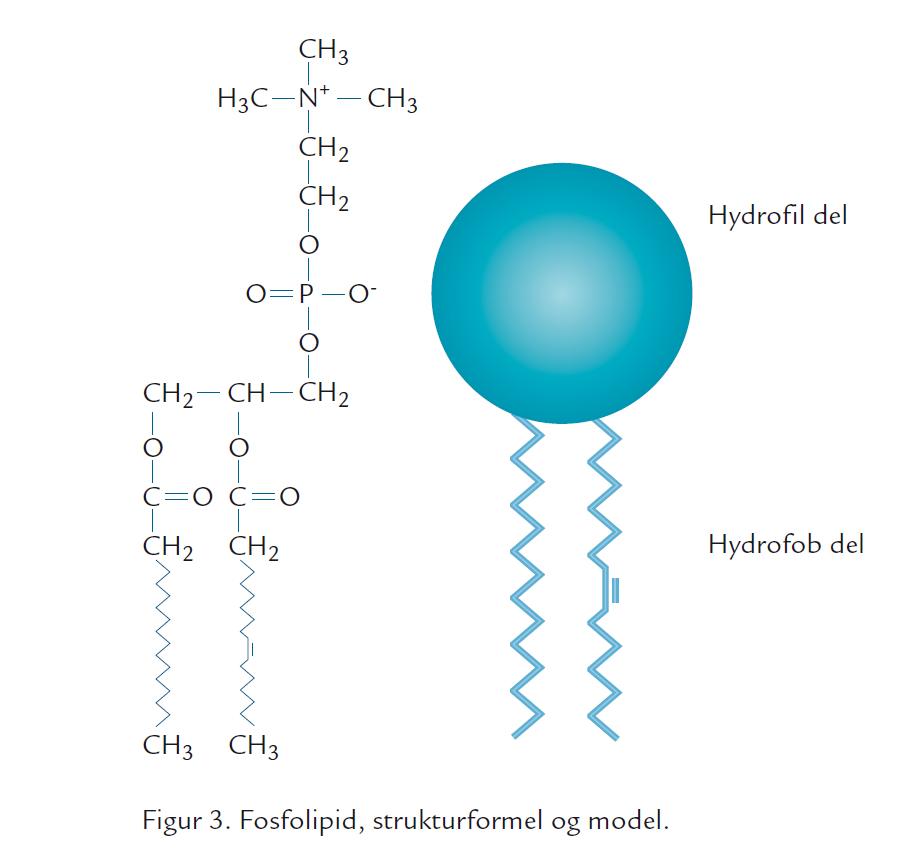 CH3
H3C—N+—CH3
CH2
CH2
O
O=P—O-
O
CH2—CH—CH2
O O
C=O C=O
CH2 CH2
CH3 CH3
Hydrofil del
Hydrofob del
Figur 3. Fosfolipid, strukturformel og model.